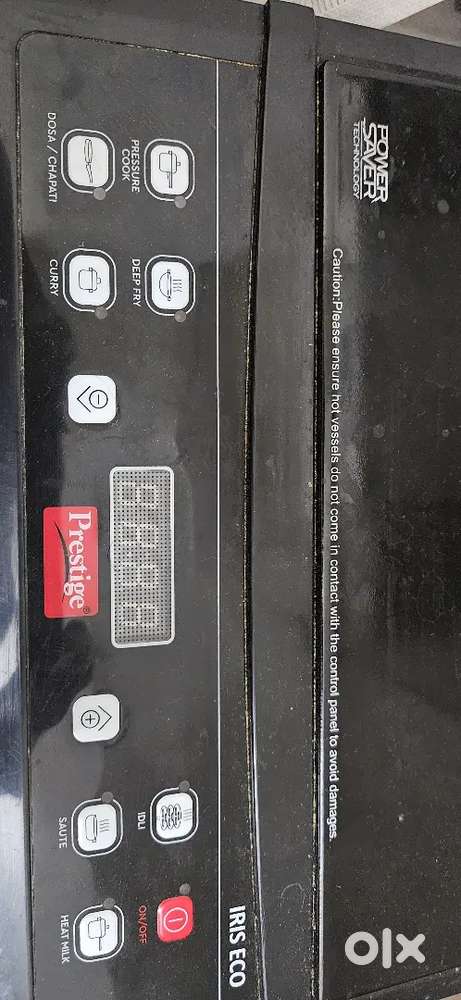 POWER
SAVER
TECHNOLOGY
Caution:Please ensure hot vessels do not come in contact with the control panel to avoid damages.
IRIS ECO
PRESSURE
COOK
DEEP FRY
IDLI
ON/OFF
DOSA / CHAPATI
CURRY
Prestige®
SAUTE
HEAT MILK
olx